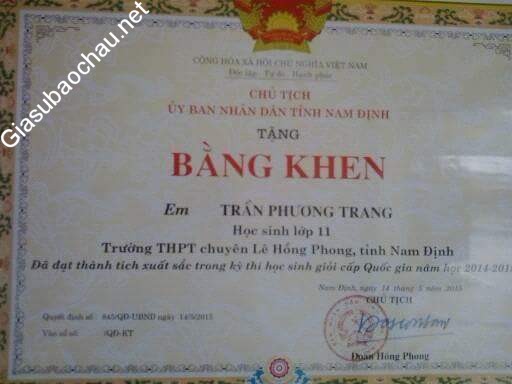 Giasubaochau.net
CỘNG HÒA XÃ HỘI CHỦ NGHĨA VIỆT NAM
Độc lập - Tự do - Hạnh phúc
CHỦ TỊCH
ỦY BAN NHÂN DÂN TỈNH NAM ĐỊNH
TẶNG
BẰNG KHEN
Em TRẦN PHƯƠNG TRANG
Học sinh lớp 11
Trường THPT chuyên Lê Hồng Phong, tỉnh Nam Định
Đã đạt thành tích xuất sắc trong kỳ thi học sinh giỏi cấp Quốc gia năm học 2014-201
Nam Định, ngày 14 tháng 5 năm 2015
CHỦ TỊCH
Quyết định số 845/QĐ-UBND ngày 14/5/2015
Vào sổ số /QĐ-KT
Đoàn Hồng Phong